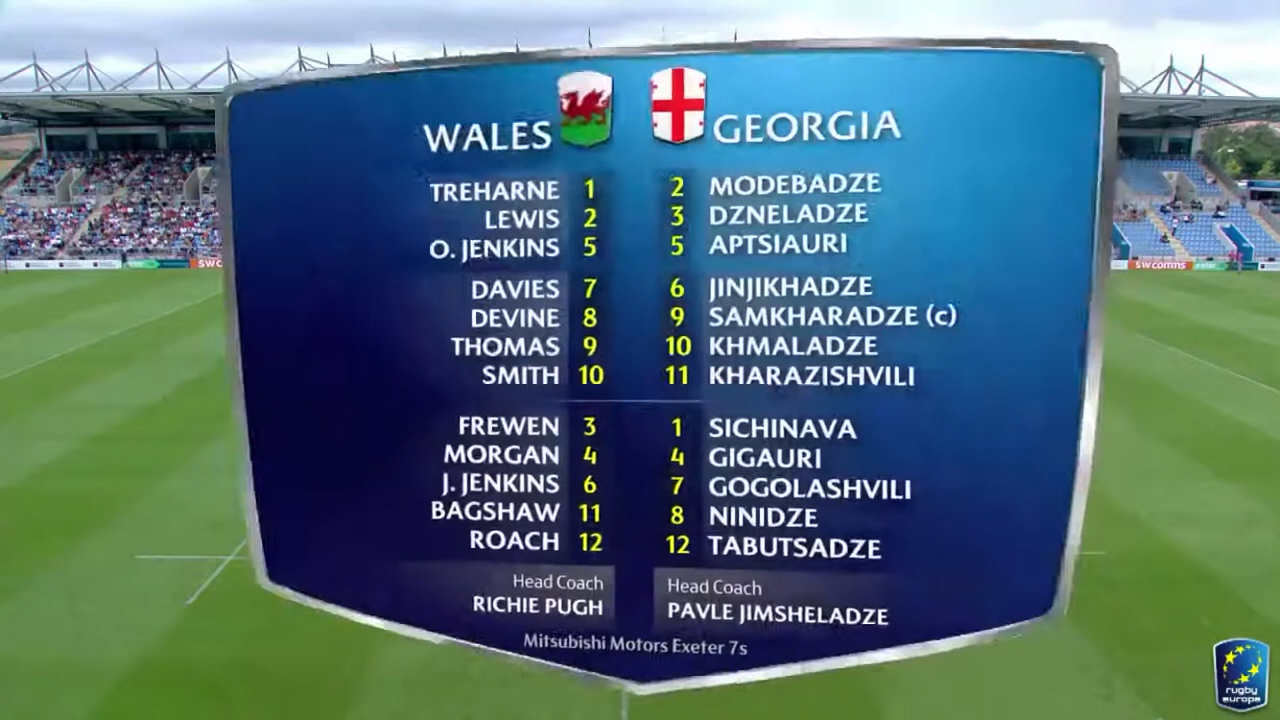 WALES GEORGIA
TREHARNE 1 2 MODEBADZE
LEWIS 2 3 DZNELADZE
O. JENKINS 5 5 APTSIAURI
DAVIES 7 6 JINJIKHADZE
DEVINE 8 9 SAMKHARADZE (c)
THOMAS 9 10 KHMALADZE
SMITH 10 11 KHARAZISHVILI
FREWEN 3 1 SICHINAVA
MORGAN 4 4 GIGAURI
J. JENKINS 6 7 GOGOLASHVILI
BAGSHAW 11 8 NINIDZE
ROACH 12 12 TABUTSADZE
Head Coach Head Coach
RICHIE PUGH PAVLE JIMSHELADZE
Mitsubishi Motors Exeter 7s
swcomms
rugby
europe